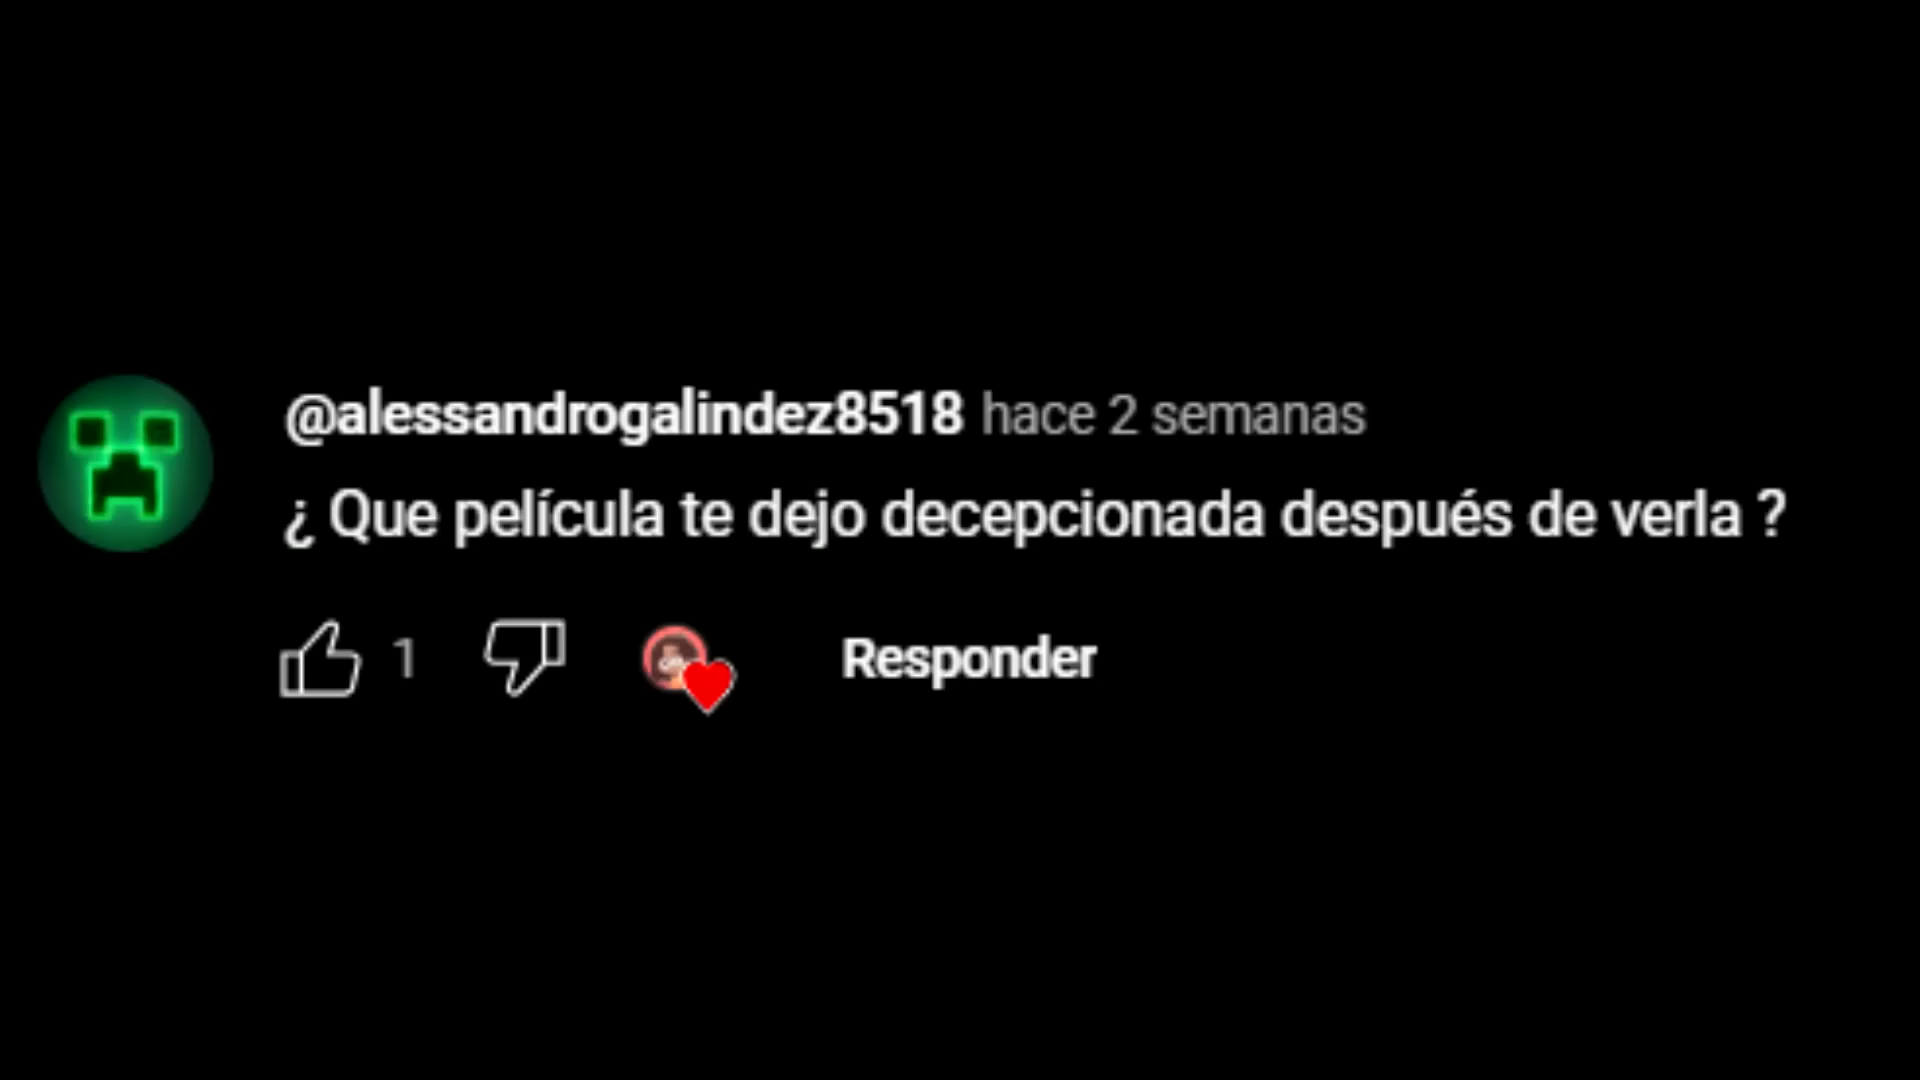 @alessandrogalindez8518 hace 2 semanas
¿ Que película te dejo decepcionada después de verla ?
1 Responder